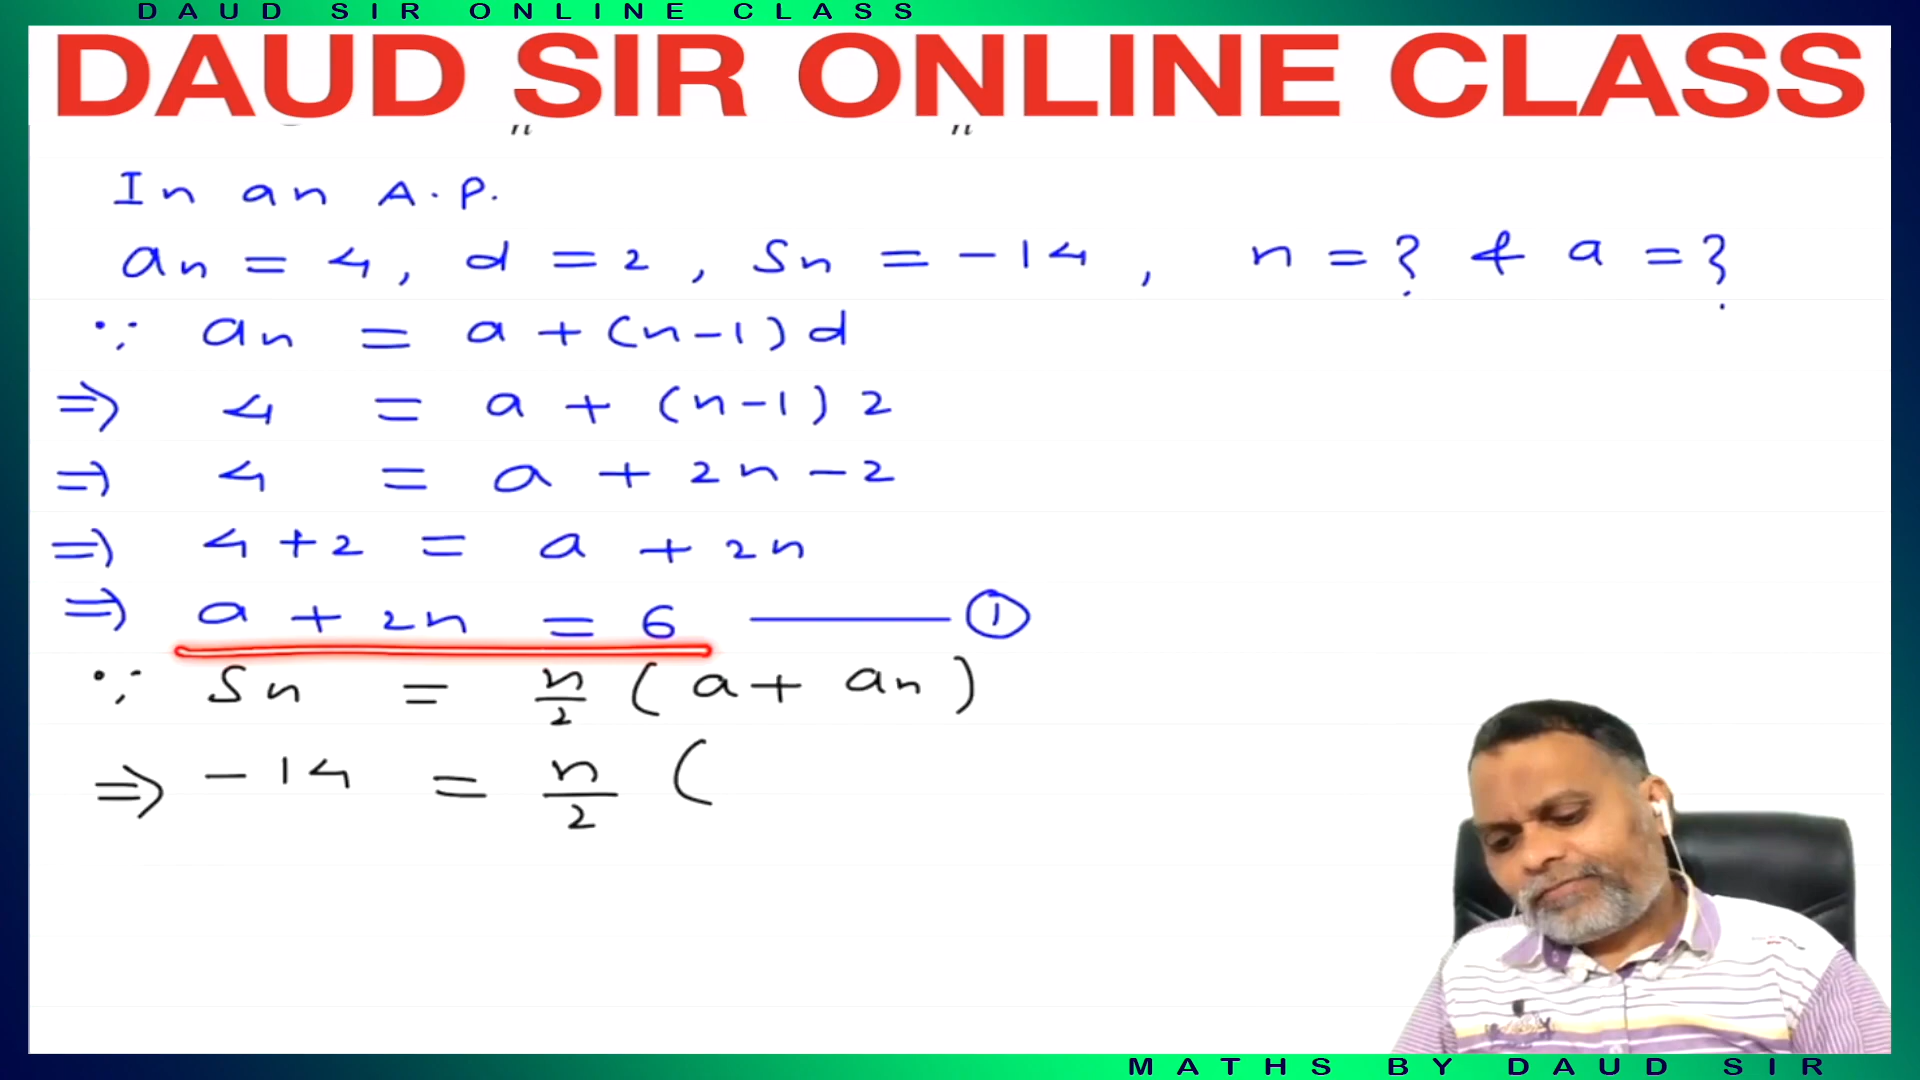 DAUD SIR ONLINE CLASS
DAUD SIR ONLINE CLASS
n n
In an A.P.
an = 4, d = 2, Sn = -14, n = ? & a = ?
∵ an = a + (n-1) d
⇒ 4 = a + (n-1) 2
⇒ 4 = a + 2n - 2
⇒ 4+2 = a + 2n
⇒ a + 2n = 6 ——— ①
∵ Sn = n/2 (a + an)
⇒ -14 = n/2 (
MATHS BY DAUD SIR